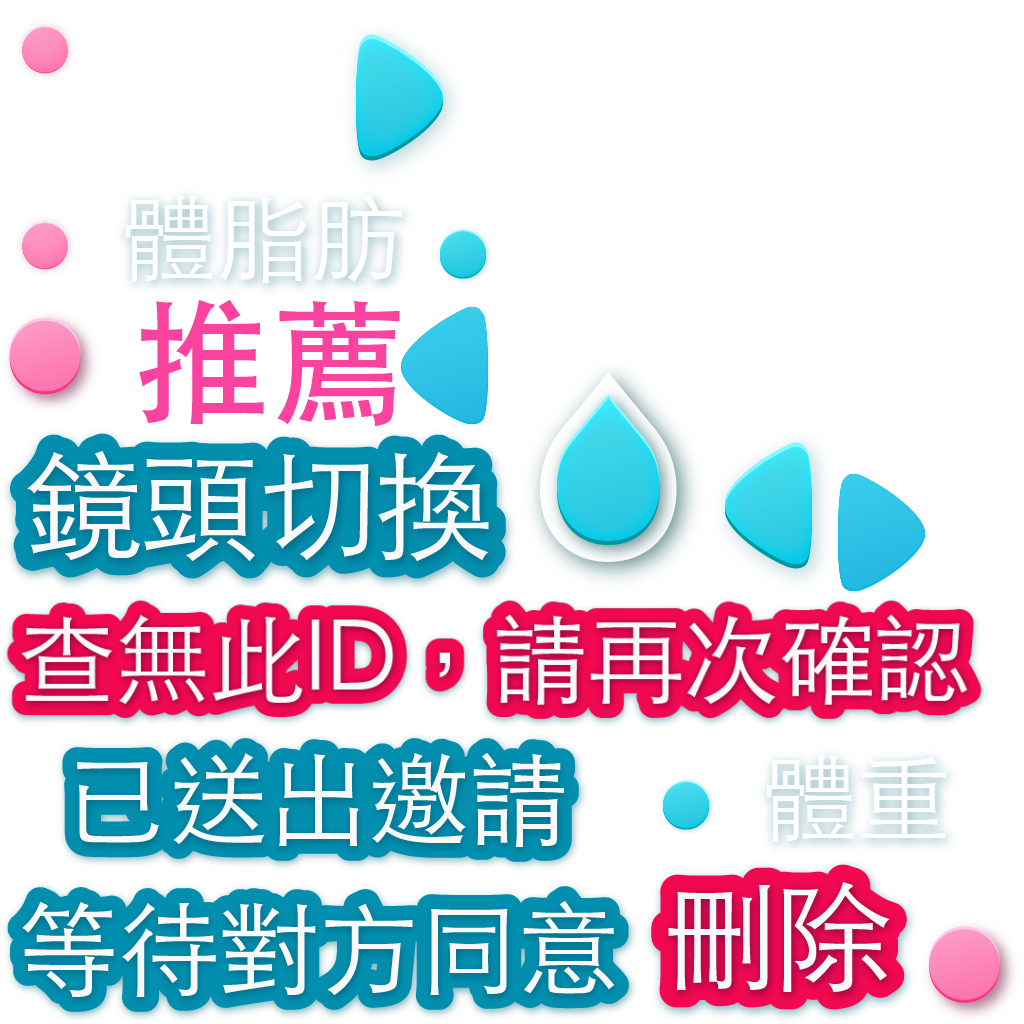 體脂肪
推薦
鏡頭切換
查無此ID，請再次確認
已送出邀請
體重
等待對方同意
刪除